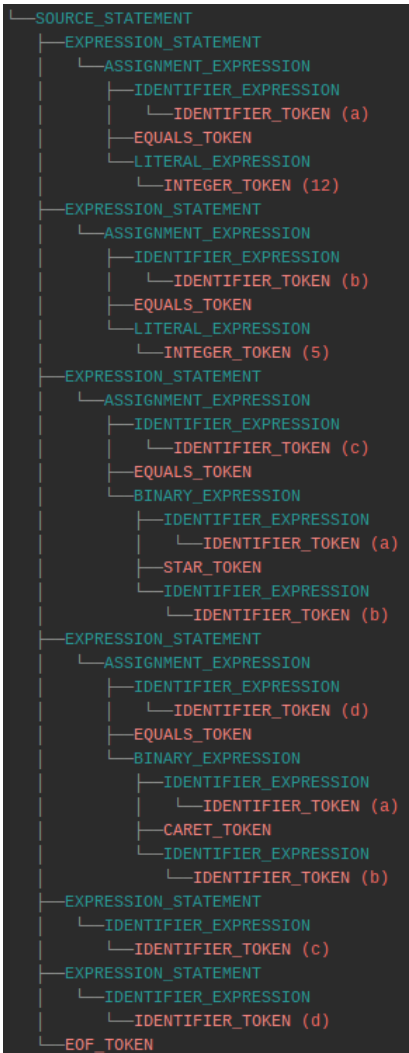 SOURCE_STATEMENT
EXPRESSION_STATEMENT
ASSIGNMENT_EXPRESSION
IDENTIFIER_EXPRESSION
IDENTIFIER_TOKEN (a)
EQUALS_TOKEN
LITERAL_EXPRESSION
INTEGER_TOKEN (12)
EXPRESSION_STATEMENT
ASSIGNMENT_EXPRESSION
IDENTIFIER_EXPRESSION
IDENTIFIER_TOKEN (b)
EQUALS_TOKEN
LITERAL_EXPRESSION
INTEGER_TOKEN (5)
EXPRESSION_STATEMENT
ASSIGNMENT_EXPRESSION
IDENTIFIER_EXPRESSION
IDENTIFIER_TOKEN (c)
EQUALS_TOKEN
BINARY_EXPRESSION
IDENTIFIER_EXPRESSION
IDENTIFIER_TOKEN (a)
STAR_TOKEN
IDENTIFIER_EXPRESSION
IDENTIFIER_TOKEN (b)
EXPRESSION_STATEMENT
ASSIGNMENT_EXPRESSION
IDENTIFIER_EXPRESSION
IDENTIFIER_TOKEN (d)
EQUALS_TOKEN
BINARY_EXPRESSION
IDENTIFIER_EXPRESSION
IDENTIFIER_TOKEN (a)
CARET_TOKEN
IDENTIFIER_EXPRESSION
IDENTIFIER_TOKEN (b)
EXPRESSION_STATEMENT
IDENTIFIER_EXPRESSION
IDENTIFIER_TOKEN (c)
EXPRESSION_STATEMENT
IDENTIFIER_EXPRESSION
IDENTIFIER_TOKEN (d)
EOF_TOKEN